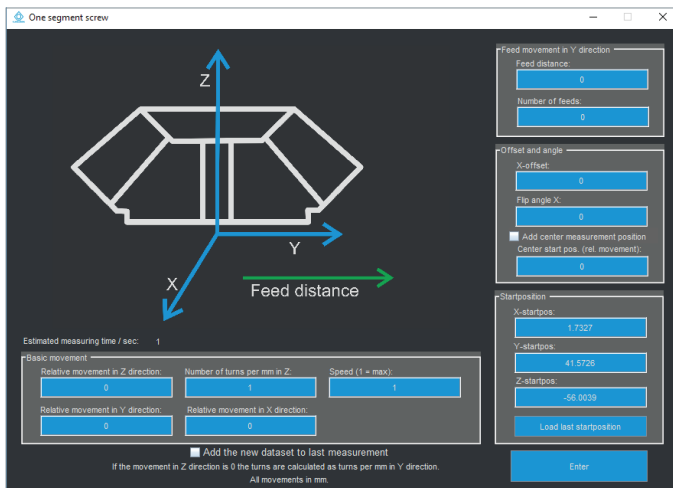 One segment screw
Z
Y
X
Feed distance
Feed movement in Y direction
Feed distance:
0
Number of feeds:
0
Offset and angle
X-offset:
0
Flip angle X:
0
Add center measurement position
Center start pos. (rel. movement):
0
Startposition
X-startpos:
1.7327
Y-startpos:
41.5726
Z-startpos:
-56.0039
Load last startposition
Enter
Estimated measuring time / sec: 1
Basic movement
Relative movement in Z direction: Number of turns per mm in Z: Speed (1 = max):
0 1 1
Relative movement in Y direction: Relative movement in X direction:
0 0
Add the new dataset to last measurement
If the movement in Z direction is 0 the turns are calculated as turns per mm in Y direction.
All movements in mm.